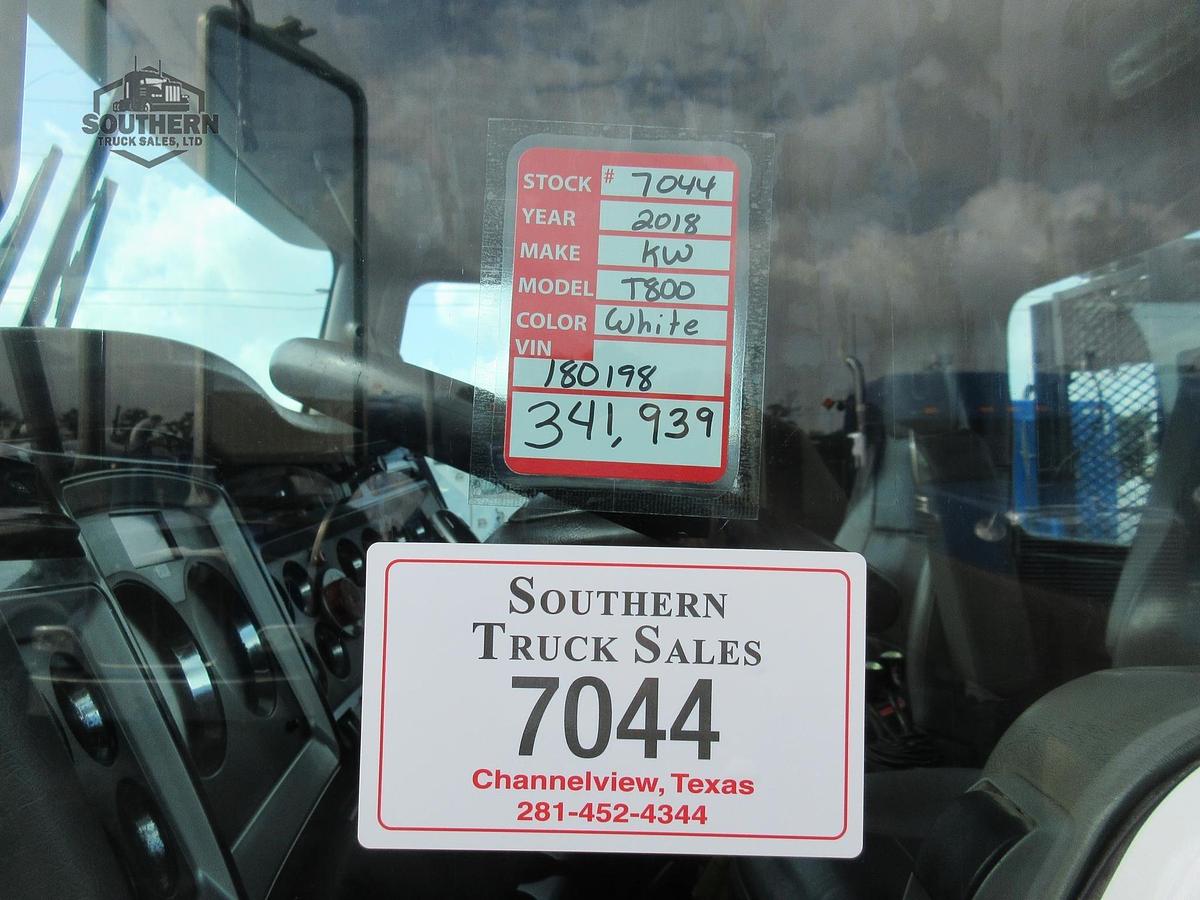 SOUTHERN
TRUCK SALES, LTD
STOCK # 7044
YEAR 2018
MAKE KW
MODEL T800
COLOR White
VIN
180198
341,939
SOUTHERN
TRUCK SALES
7044
Channelview, Texas
281-452-4344